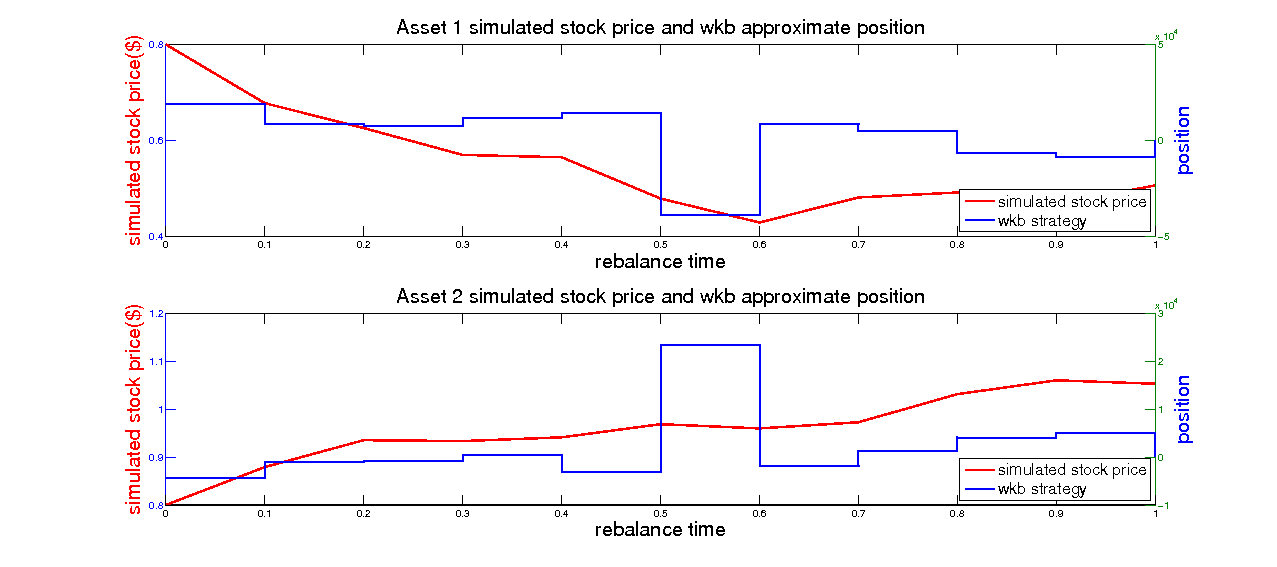 Asset 1 simulated stock price and wkb approximate position
x 10^4
simulated stock price($)
0.8
0.6
0.4
5
0
-5
position
simulated stock price
wkb strategy
0 0.1 0.2 0.3 0.4 0.5 0.6 0.7 0.8 0.9 1
rebalance time
Asset 2 simulated stock price and wkb approximate position
x 10^4
simulated stock price($)
1.2
1.1
1
0.9
0.8
3
2
1
0
-1
position
simulated stock price
wkb strategy
0 0.1 0.2 0.3 0.4 0.5 0.6 0.7 0.8 0.9 1
rebalance time